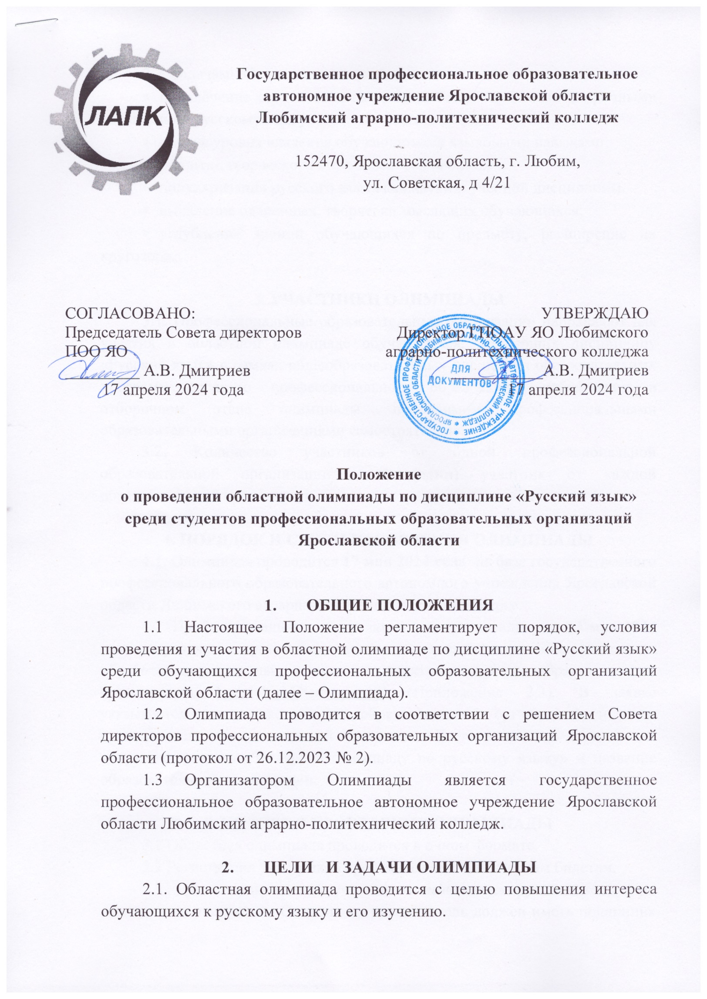 ЛАПК
Государственное профессиональное образовательное
автономное учреждение Ярославской области
Любимский аграрно-политехнический колледж
152470, Ярославская область, г. Любим,
ул. Советская, д 4/21
СОГЛАСОВАНО:
Председатель Совета директоров
ПОО ЯО
_________ А.В. Дмитриев
17 апреля 2024 года
УТВЕРЖДАЮ
Директор ГПОАУ ЯО Любимского
аграрно-политехнического колледжа
___________А.В. Дмитриев
17 апреля 2024 года
ГОСУДАРСТВЕННОЕ ПРОФЕССИОНАЛЬНОЕ ОБРАЗОВАТЕЛЬНОЕ АВТОНОМНОЕ УЧРЕЖДЕНИЕ
ЯРОСЛАВСКОЙ ОБЛАСТИ ЛЮБИМСКИЙ АГРАРНО-ПОЛИТЕХНИЧЕСКИЙ КОЛЛЕДЖ
ДЛЯ
ДОКУМЕНТОВ
Положение
о проведении областной олимпиады по дисциплине «Русский язык»
среди студентов профессиональных образовательных организаций
Ярославской области
1. ОБЩИЕ ПОЛОЖЕНИЯ
1.1 Настоящее Положение регламентирует порядок, условия
проведения и участия в областной олимпиаде по дисциплине «Русский язык»
среди обучающихся профессиональных образовательных организаций
Ярославской области (далее – Олимпиада).
1.2 Олимпиада проводится в соответствии с решением Совета
директоров профессиональных образовательных организаций Ярославской
области (протокол от 26.12.2023 № 2).
1.3 Организатором Олимпиады является государственное
профессиональное образовательное автономное учреждение Ярославской
области Любимский аграрно-политехнический колледж.
2. ЦЕЛИ И ЗАДАЧИ ОЛИМПИАДЫ
2.1. Областная олимпиада проводится с целью повышения интереса
обучающихся к русскому языку и его изучению.